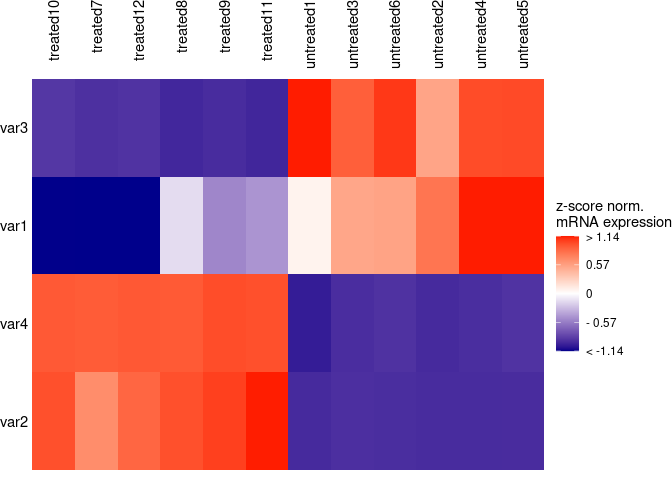 treated10
treated7
treated12
treated8
treated9
treated11
untreated1
untreated3
untreated6
untreated2
untreated4
untreated5
var3
var1
var4
var2
z-score norm.
mRNA expression
> 1.14
0.57
0
- 0.57
< -1.14